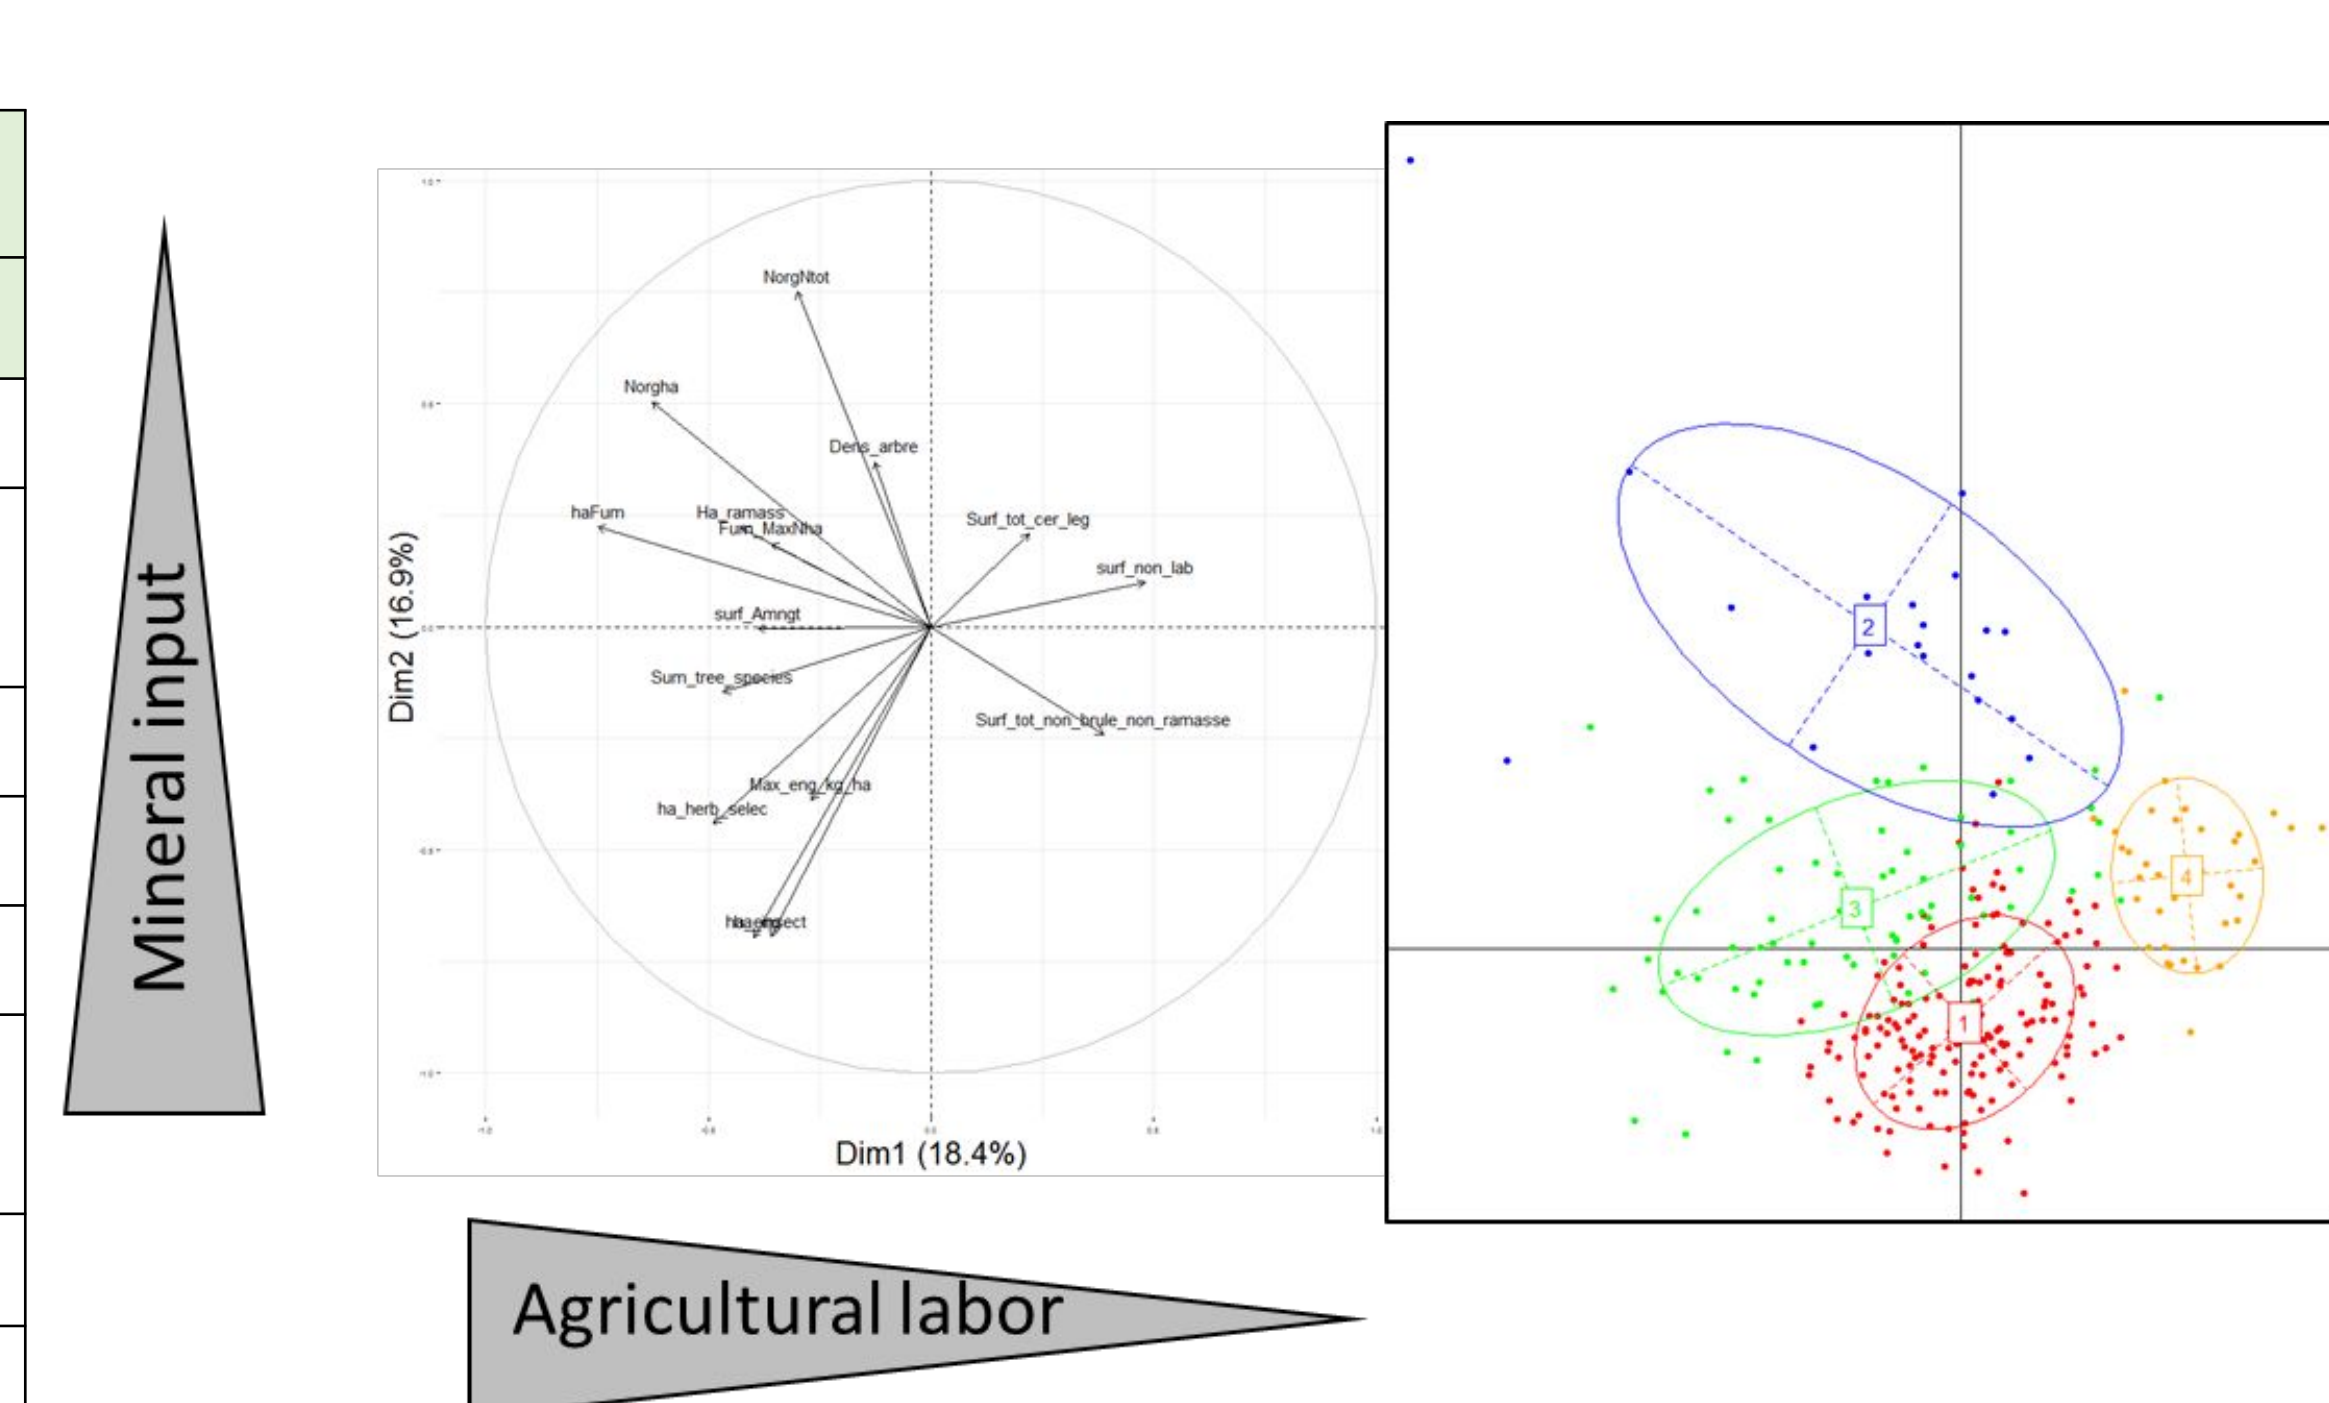 Mineral input
Dim2 (16.9%)
NorgNtot
Norgha
Dens_arbre
haFum
Ha_ramass
Fum_MaxNha
Surf_tot_cer_leg
surf_non_lab
surf_Amngt
Sum_tree_species
Surf_tot_non_brule_non_ramasse
Max_eng_kg_ha
ha_herb_selec
Dim1 (18.4%)
2
4
3
1
Agricultural labor